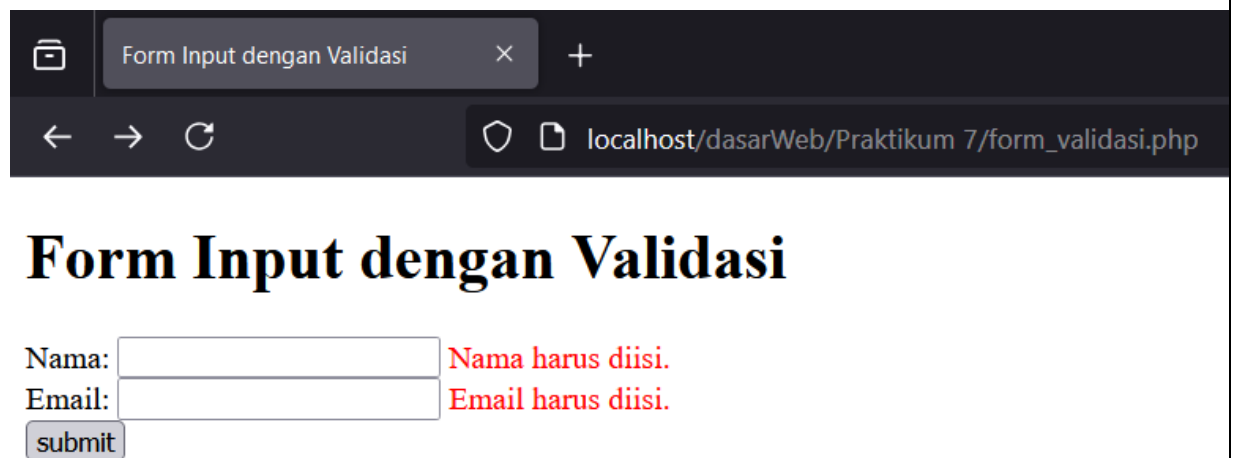 Form Input dengan Validasi
localhost/dasarWeb/Praktikum 7/form_validasi.php
Form Input dengan Validasi
Nama: Nama harus diisi.
Email: Email harus diisi.
submit